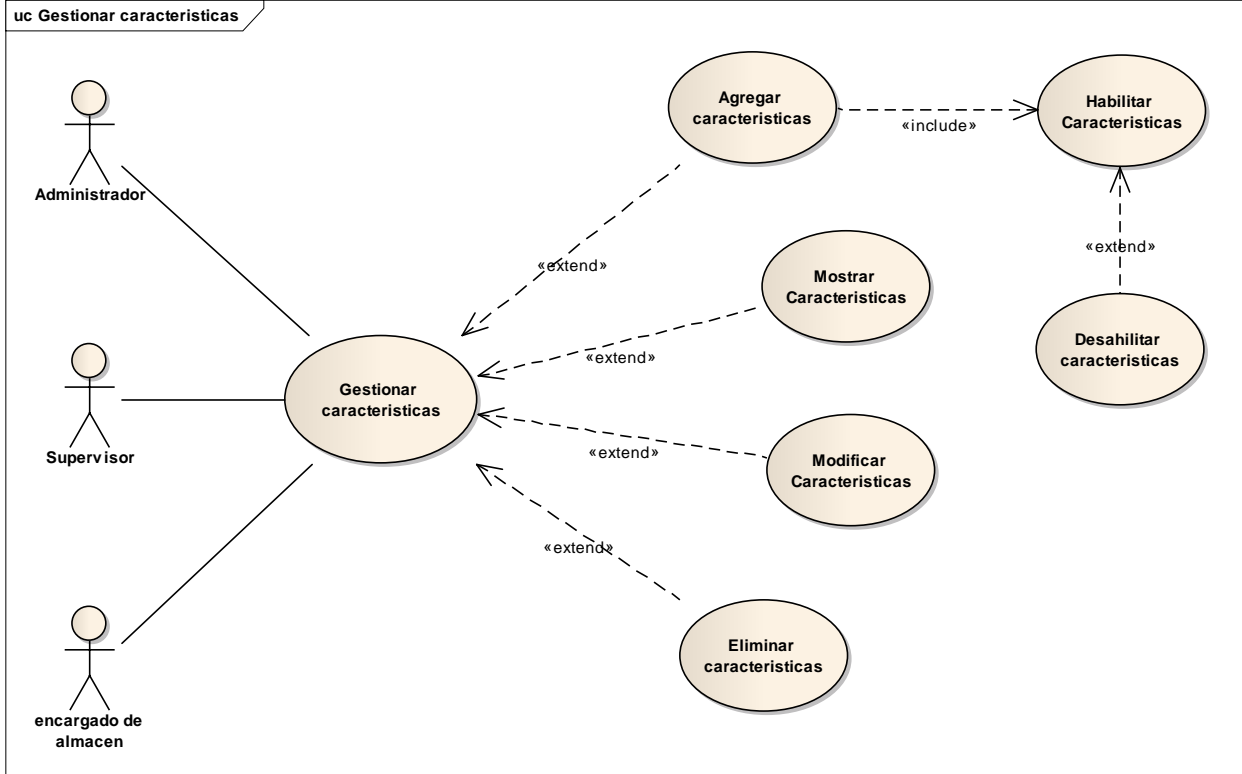 uc Gestionar caracteristicas
Administrador
Supervisor
encargado de
almacen
Gestionar
caracteristicas
Agregar
caracteristicas
«include»
Habilitar
Caracteristicas
«extend»
Mostrar
Caracteristicas
«extend»
«extend»
Desahilitar
caracteristicas
Modificar
Caracteristicas
«extend»
«extend»
Eliminar
caracteristicas